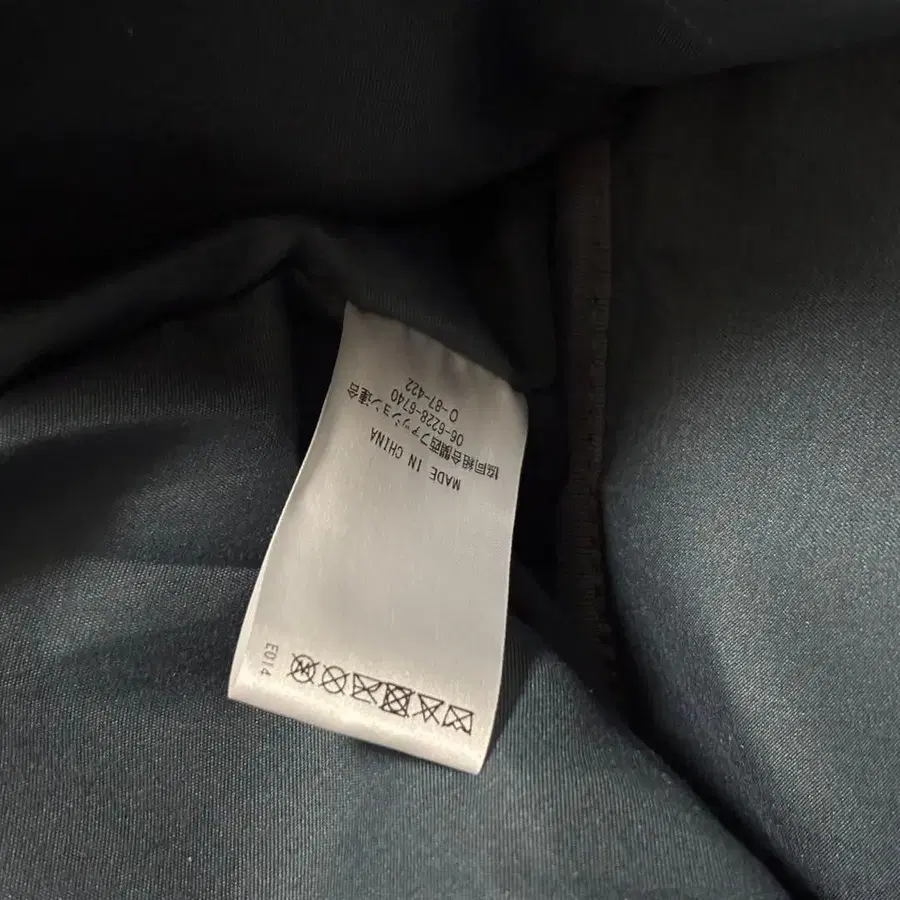 E014
MADE IN CHINA
協同組合関西ファッション連合
06-6228-6740
O-87-422